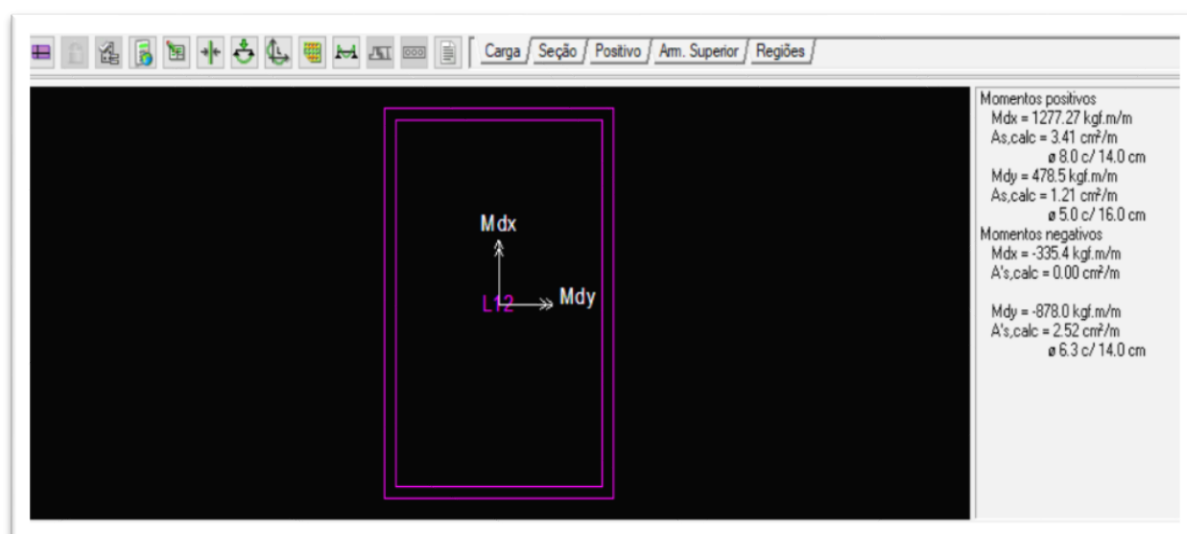 Carga / Seção / Positivo / Arm. Superior / Regiões /
Momentos positivos
Mdx = 1277.27 kgf.m/m
As,calc = 3.41 cm²/m
ø 8.0 c/ 14.0 cm
Mdy = 478.5 kgf.m/m
As,calc = 1.21 cm²/m
ø 5.0 c/ 16.0 cm
Momentos negativos
Mdx = -335.4 kgf.m/m
A's,calc = 0.00 cm²/m
Mdy = -878.0 kgf.m/m
A's,calc = 2.52 cm²/m
ø 6.3 c/ 14.0 cm
Mdx
L12
Mdy